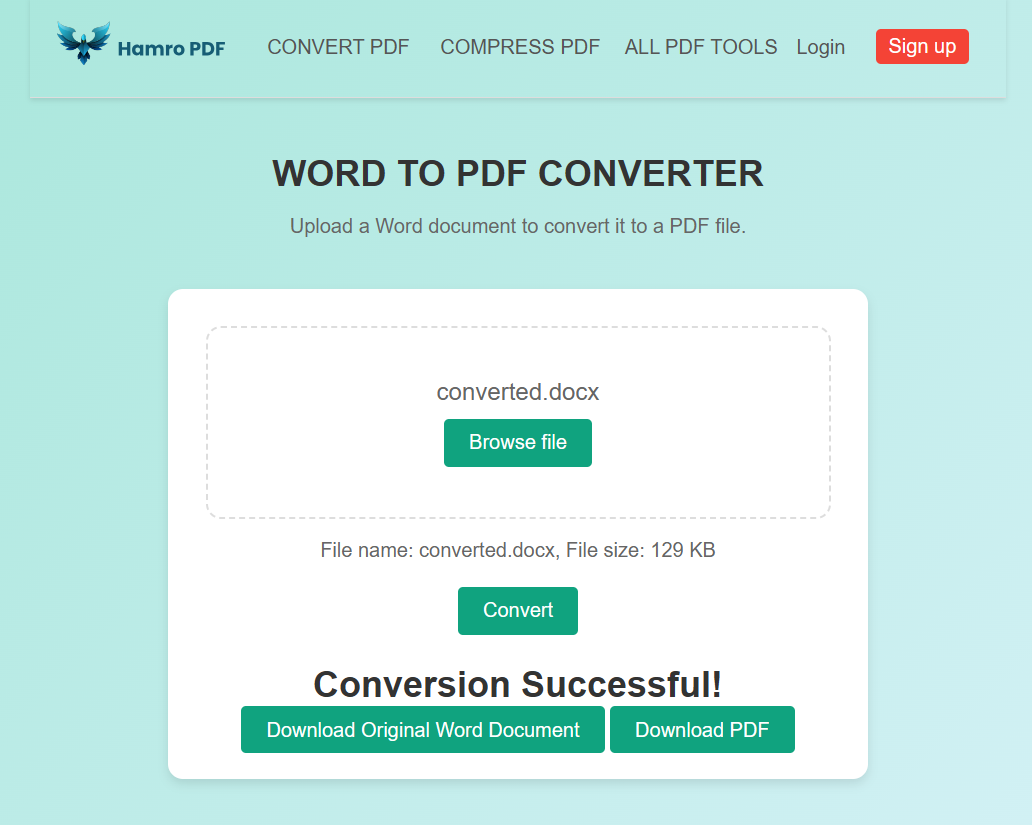 Hamro PDF CONVERT PDF COMPRESS PDF ALL PDF TOOLS Login Sign up
WORD TO PDF CONVERTER
Upload a Word document to convert it to a PDF file.
converted.docx
Browse file
File name: converted.docx, File size: 129 KB
Convert
Conversion Successful!
Download Original Word Document Download PDF